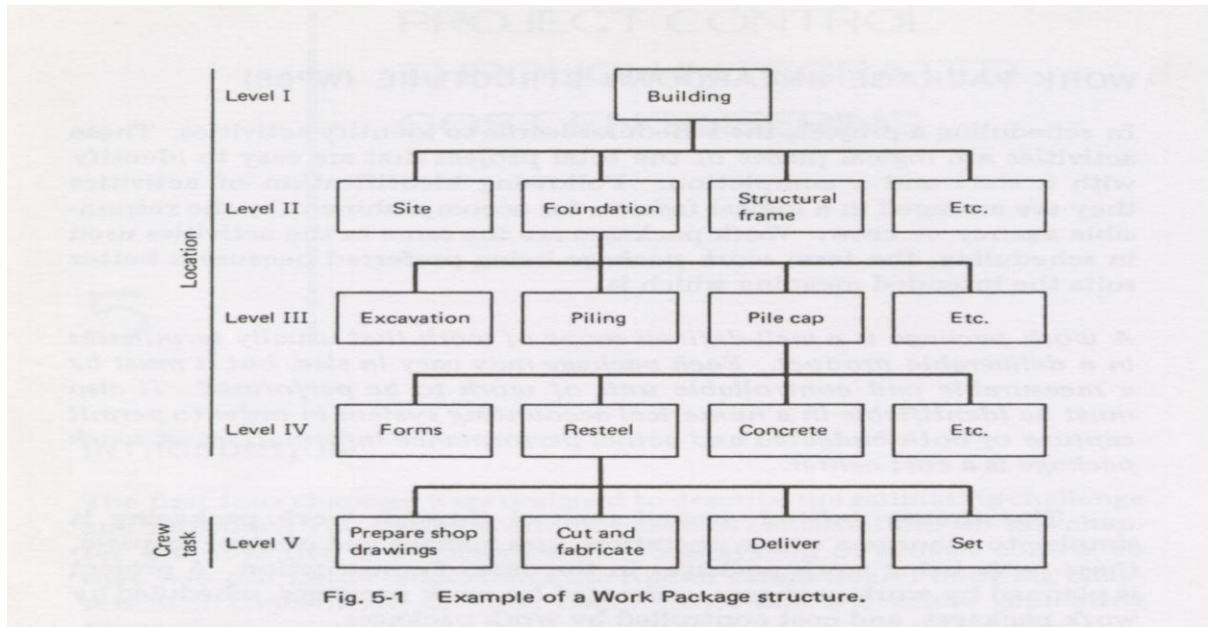 Level I
Building
Level II
Site
Foundation
Structural
frame
Etc.
Location
Level III
Excavation
Piling
Pile cap
Etc.
Level IV
Forms
Resteel
Concrete
Etc.
Crew
task
Level V
Prepare shop
drawings
Cut and
fabricate
Deliver
Set
Fig. 5-1 Example of a Work Package structure.